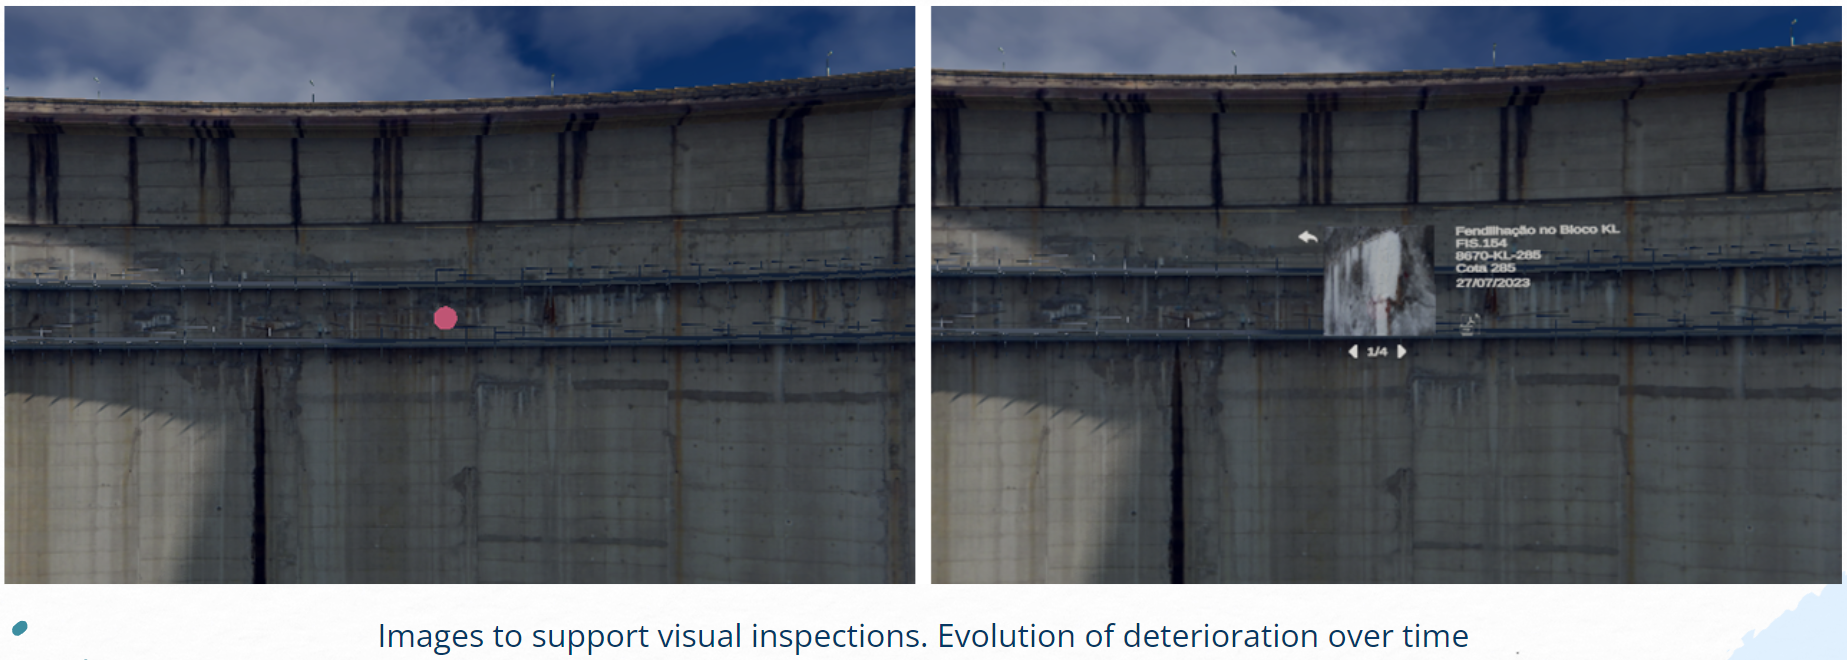 Fendilhação no Bloco KL
FIS.154
8670-KL-285
Cota 285
27/07/2023
1/4
Images to support visual inspections. Evolution of deterioration over time